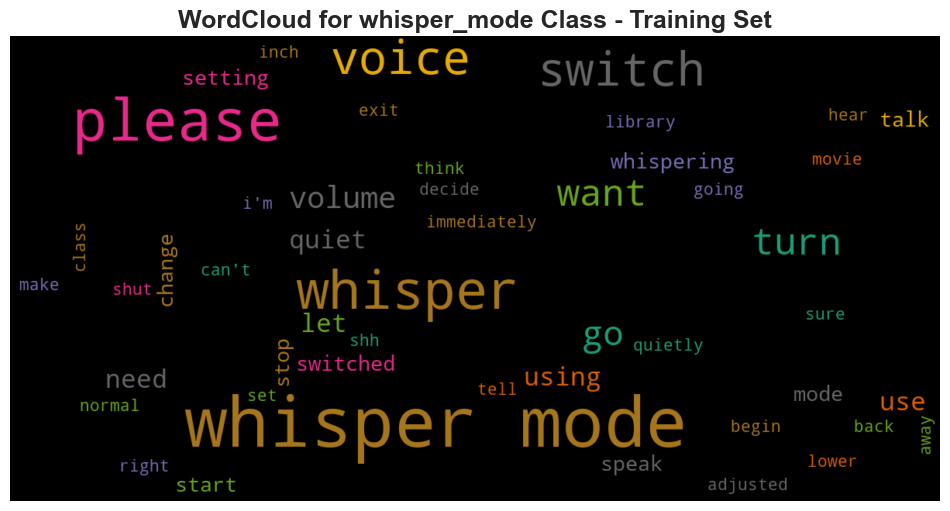 WordCloud for whisper_mode Class - Training Set
inch
voice
switch
setting
please
exit
library
hear
talk
whispering
movie
think
decide
want
going
i'm
volume
immediately
class
quiet
turn
change
can't
make
shut
whisper
sure
let
shh
go
quietly
stop
switched
need
using
tell
set
mode
use
normal
whisper mode
begin
back
away
right
speak
lower
start
adjusted